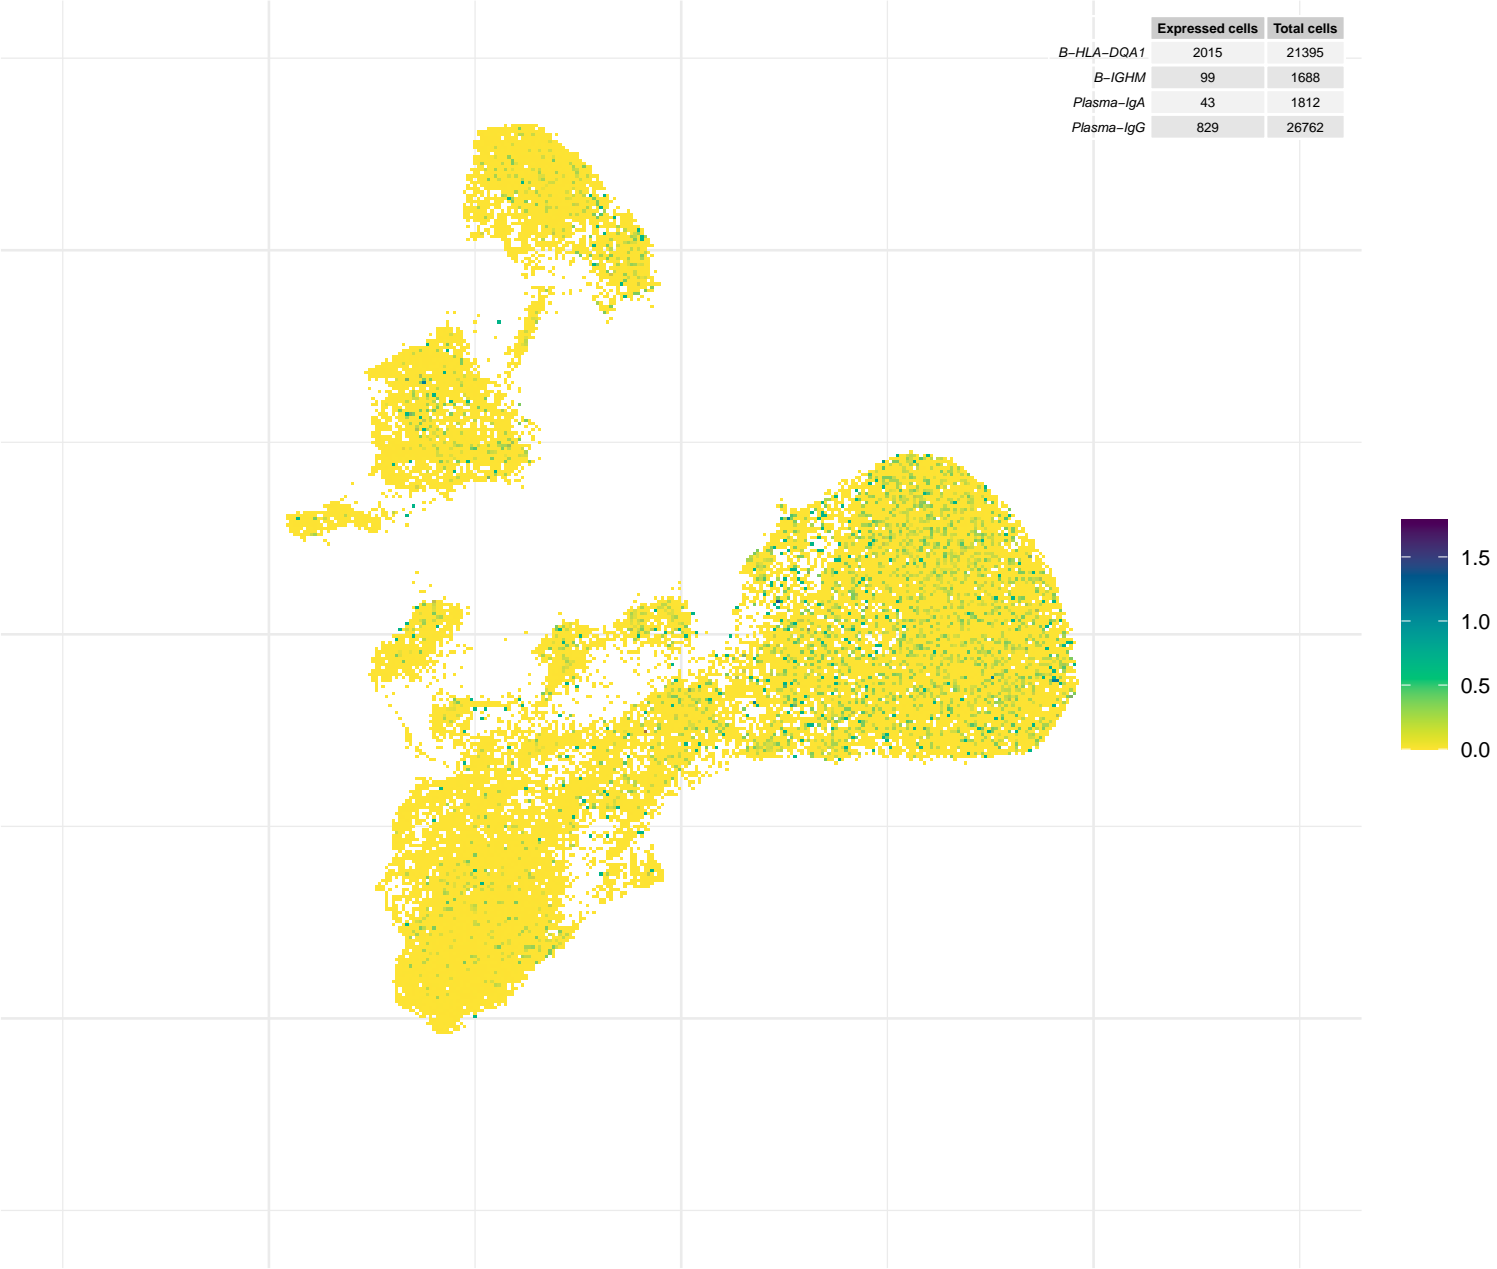 Expressed cells Total cells
B−HLA−DQA1 2015 21395
B−IGHM 99 1688
Plasma−IgA 43 1812
Plasma−IgG 829 26762
1.5
1.0
0.5
0.0